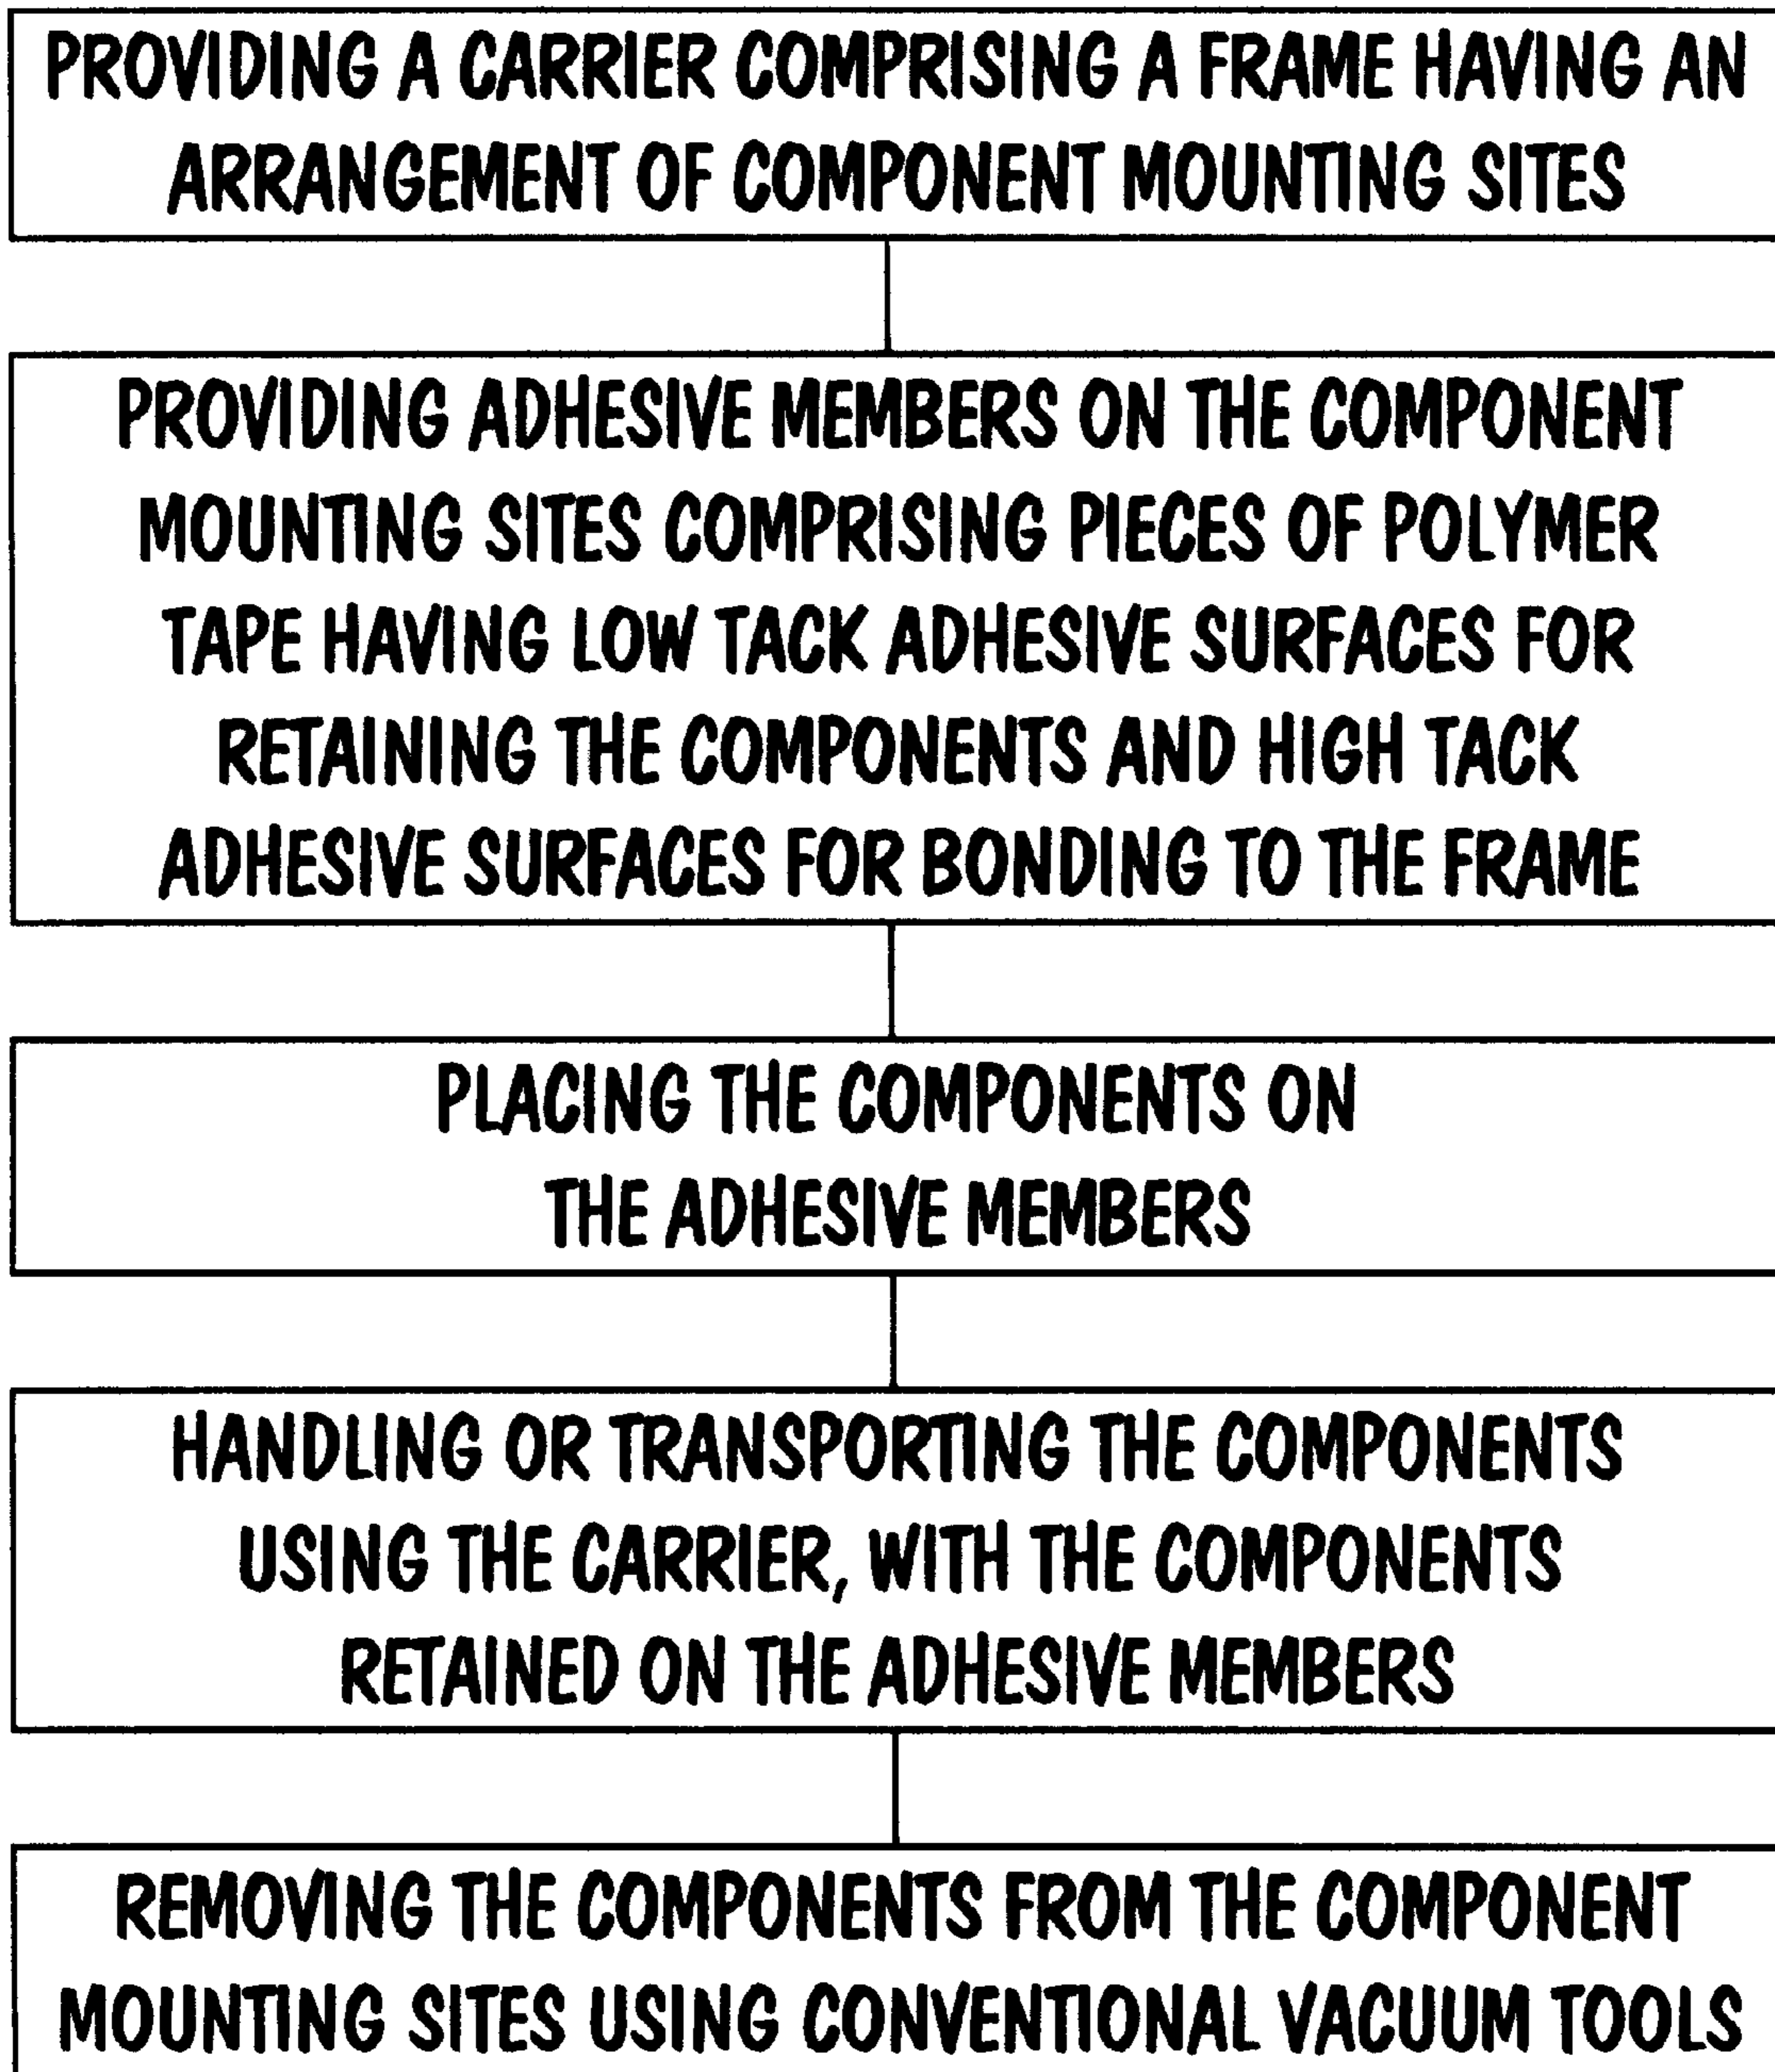 PROVIDING A CARRIER COMPRISING A FRAME HAVING AN
ARRANGEMENT OF COMPONENT MOUNTING SITES
PROVIDING ADHESIVE MEMBERS ON THE COMPONENT
MOUNTING SITES COMPRISING PIECES OF POLYMER
TAPE HAVING LOW TACK ADHESIVE SURFACES FOR
RETAINING THE COMPONENTS AND HIGH TACK
ADHESIVE SURFACES FOR BONDING TO THE FRAME
PLACING THE COMPONENTS ON
THE ADHESIVE MEMBERS
HANDLING OR TRANSPORTING THE COMPONENTS
USING THE CARRIER, WITH THE COMPONENTS
RETAINED ON THE ADHESIVE MEMBERS
REMOVING THE COMPONENTS FROM THE COMPONENT
MOUNTING SITES USING CONVENTIONAL VACUUM TOOLS